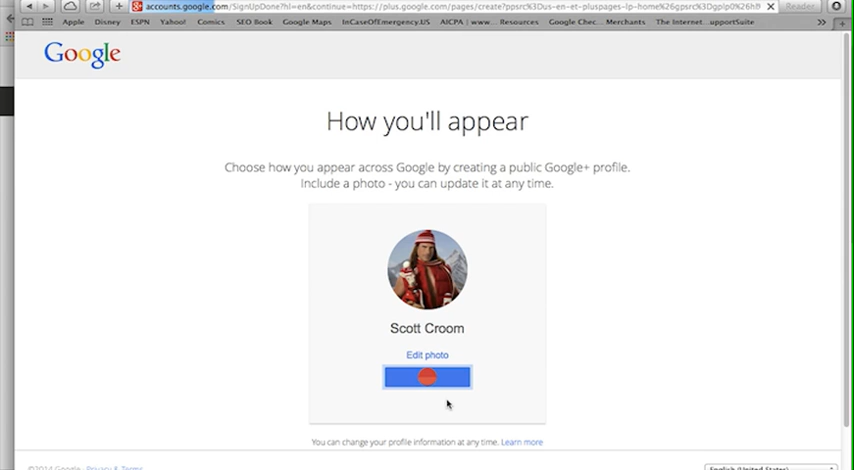 accounts.google.com/SignUpDone?hl=en&continue=https://plus.google.com/pages/create?ppsrc%3Dus-en-et-pluspages-lp-home%26gpsrc%3Dgplp0%26h
Reader
Apple Disney ESPN Yahoo! Comics SEO Book Google Maps InCaseOfEmergency.US AICPA | www. Resources Google Chec... Merchants The Internet ...upportSuite
Google
How you'll appear
Choose how you appear across Google by creating a public Google+ profile.
Include a photo - you can update it at any time.
Scott Croom
Edit photo
You can change your profile information at any time. Learn more
©2014 Google - Privacy & Terms
English (United States)